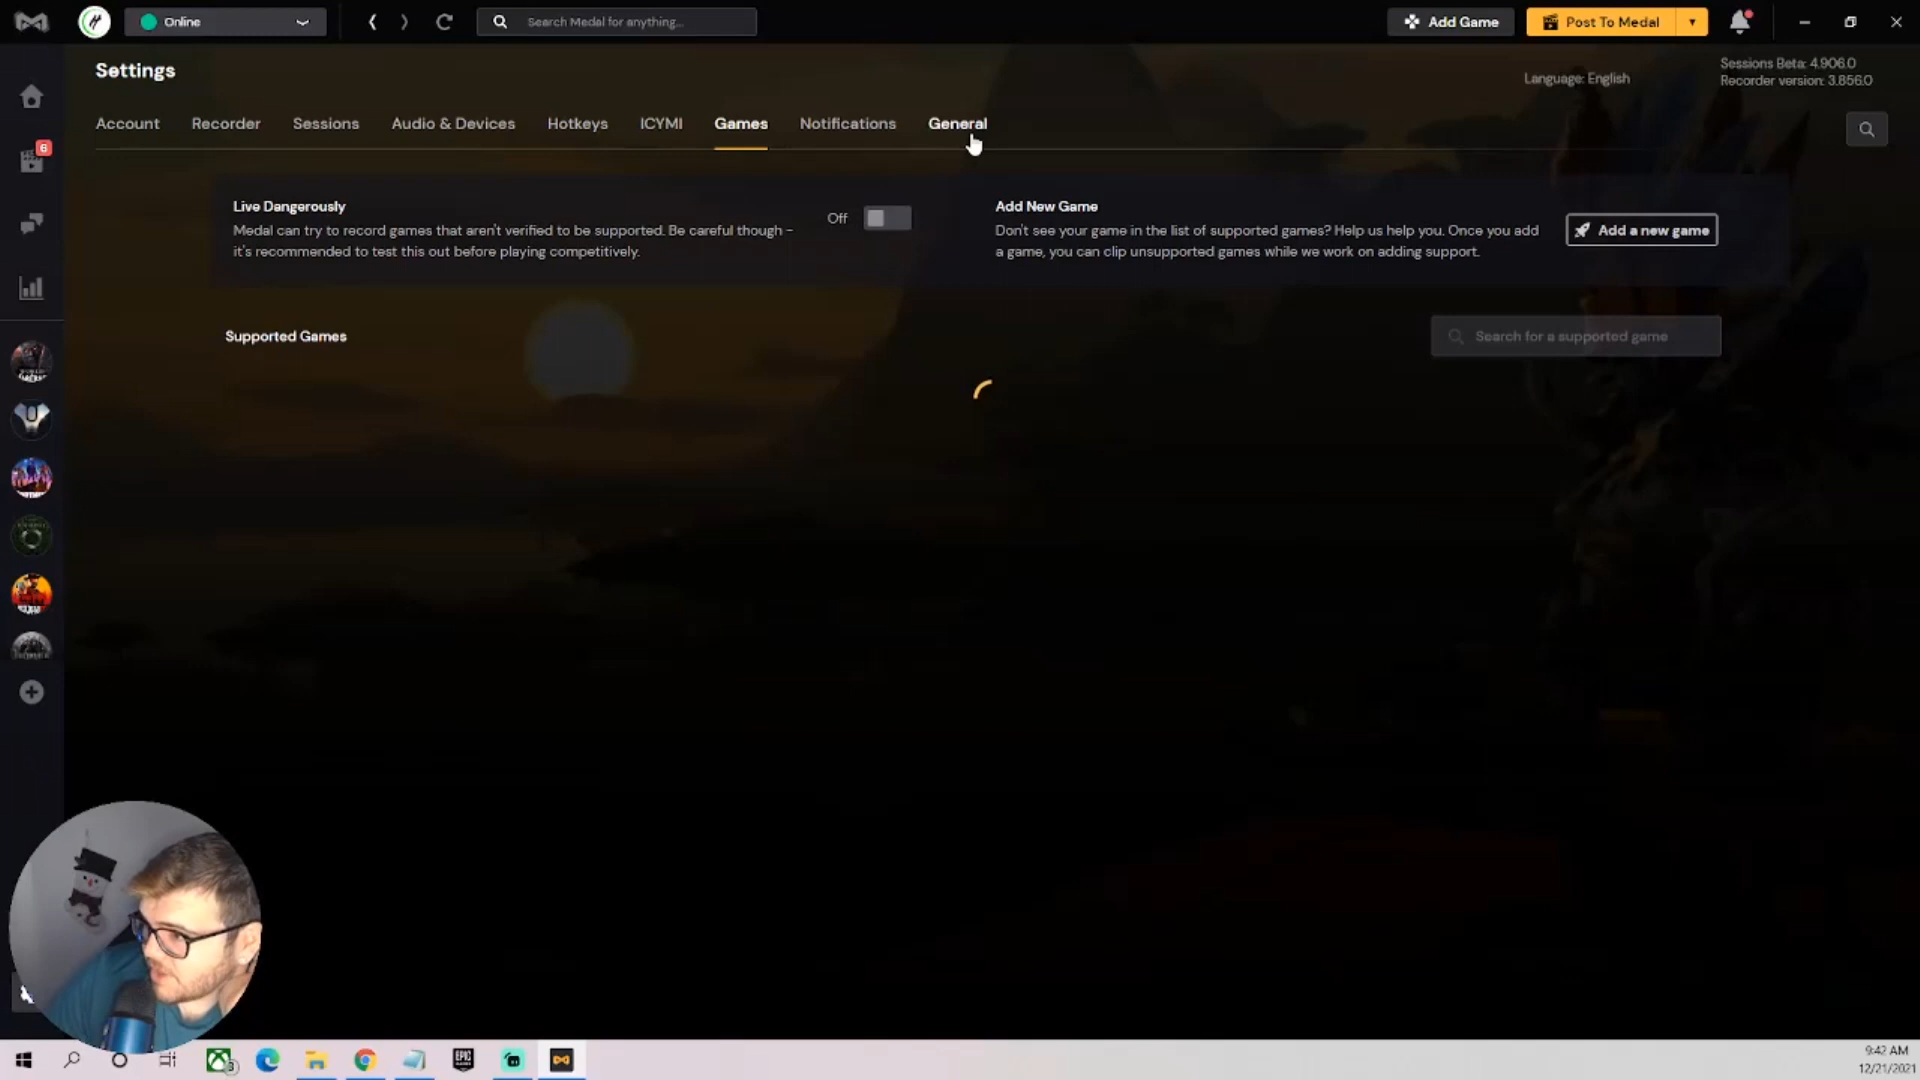 Online
Search Medal for anything...
Add Game
Post To Medal
Settings
Language: English
Sessions Beta: 4.906.0
Recorder version: 3.856.0
Account
Recorder
Sessions
Audio & Devices
Hotkeys
ICYMI
Games
Notifications
General
6
Live Dangerously
Medal can try to record games that aren't verified to be supported. Be careful though -
it's recommended to test this out before playing competitively.
Off
Add New Game
Don't see your game in the list of supported games? Help us help you. Once you add
a game, you can clip unsupported games while we work on adding support.
Add a new game
Supported Games
Search for a supported game
3
EPIC
9:42 AM
12/21/2021